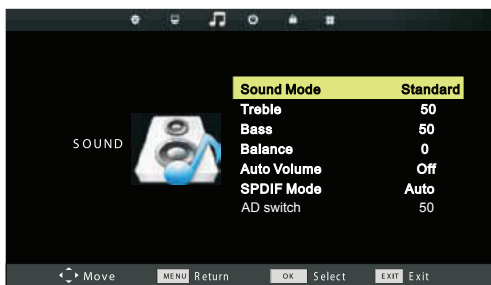 SOUND
Sound Mode Standard
Treble 50
Bass 50
Balance 0
Auto Volume Off
SPDIF Mode Auto
AD switch 50
Move MENU Return OK Select EXIT Exit